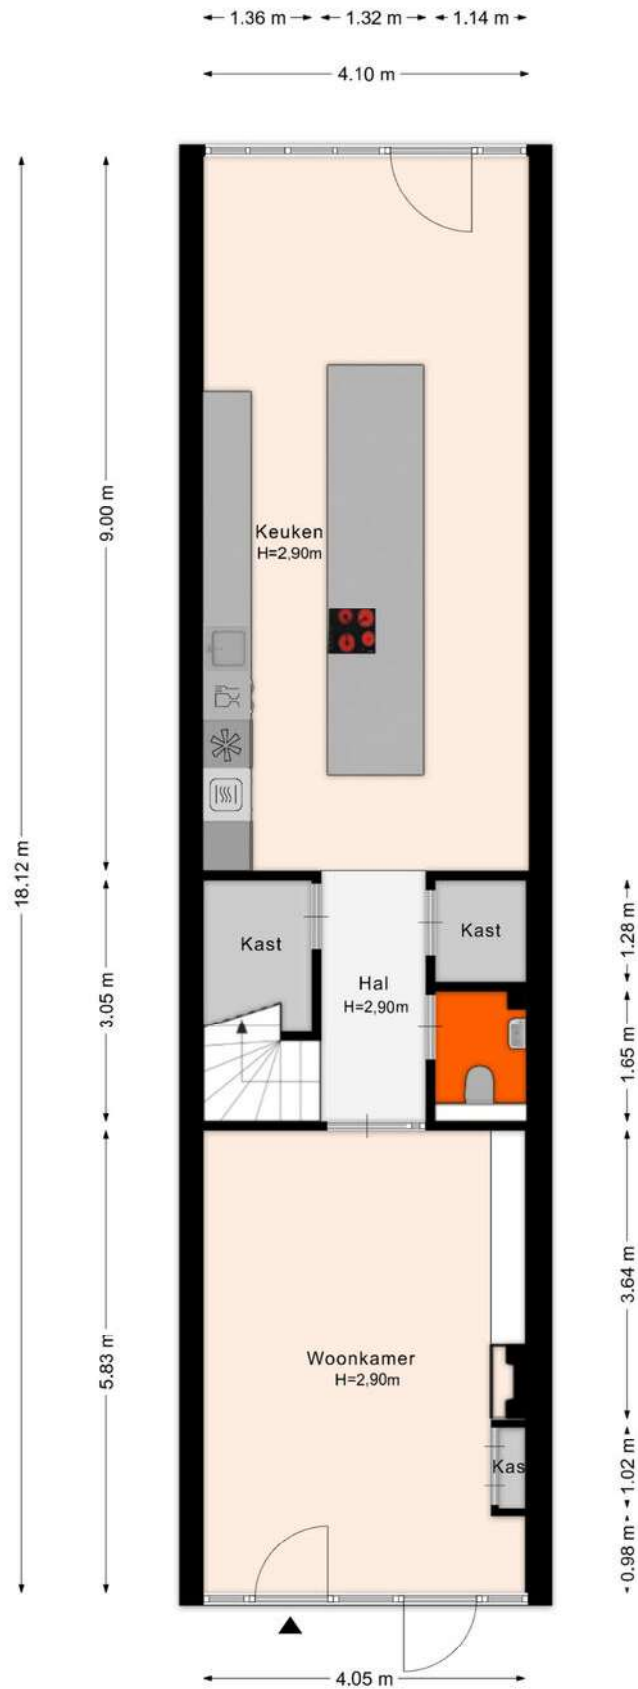 1.36 m
1.32 m
1.14 m
4.10 m
9.00 m
Keuken
H=2,90m
18.12 m
3.05 m
Kast
Hal
H=2,90m
Kast
1.28 m
1.65 m
5.83 m
Woonkamer
H=2,90m
3.64 m
Kas
1.02 m
0.98 m
4.05 m